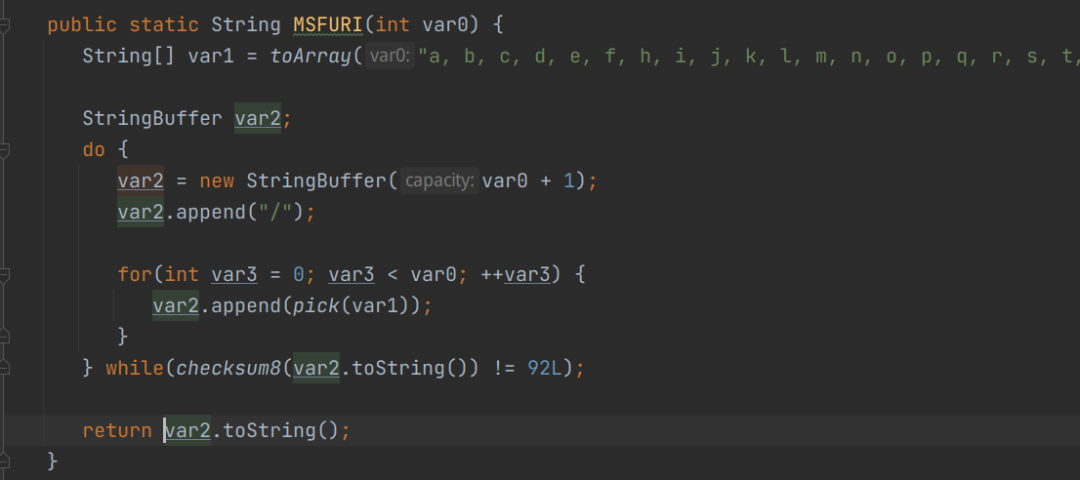 public static String MSFURI(int var0) {
String[] var1 = toArray( var0: "a, b, c, d, e, f, h, i, j, k, l, m, n, o, p, q, r, s, t,
StringBuffer var2;
do {
var2 = new StringBuffer( capacity: var0 + 1);
var2.append("/");
for(int var3 = 0; var3 < var0; ++var3) {
var2.append(pick(var1));
}
} while(checksum8(var2.toString()) != 92L);
return var2.toString();
}